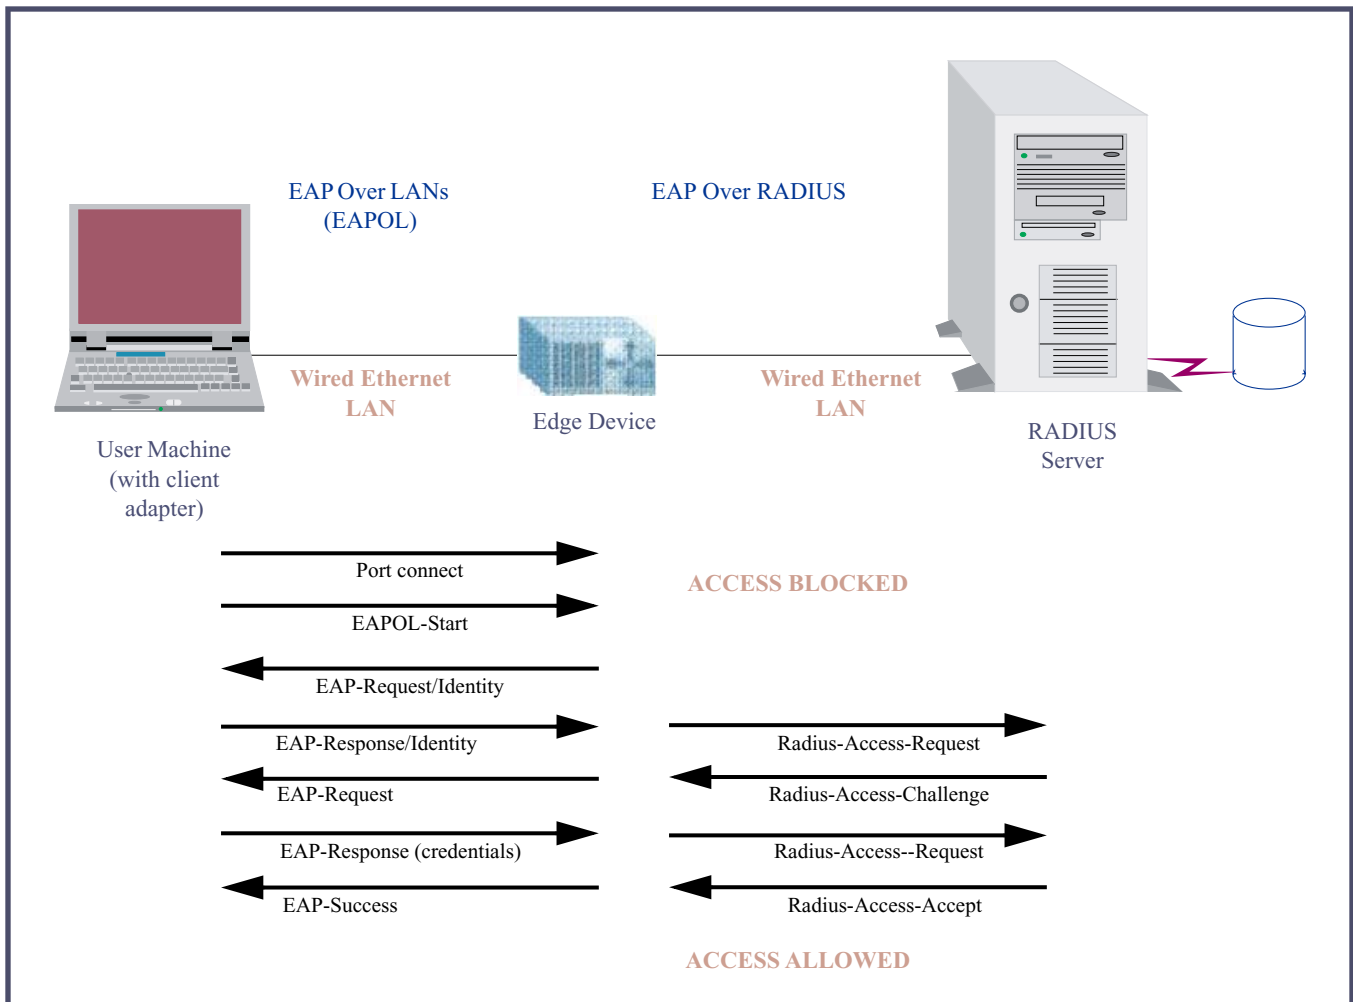 EAP Over LANs
(EAPOL)
EAP Over RADIUS
Wired Ethernet
LAN
Wired Ethernet
LAN
Edge Device
User Machine
(with client
adapter)
RADIUS
Server
Port connect
ACCESS BLOCKED
EAPOL-Start
EAP-Request/Identity
EAP-Response/Identity
Radius-Access-Request
EAP-Request
Radius-Access-Challenge
EAP-Response (credentials)
Radius-Access--Request
EAP-Success
Radius-Access-Accept
ACCESS ALLOWED